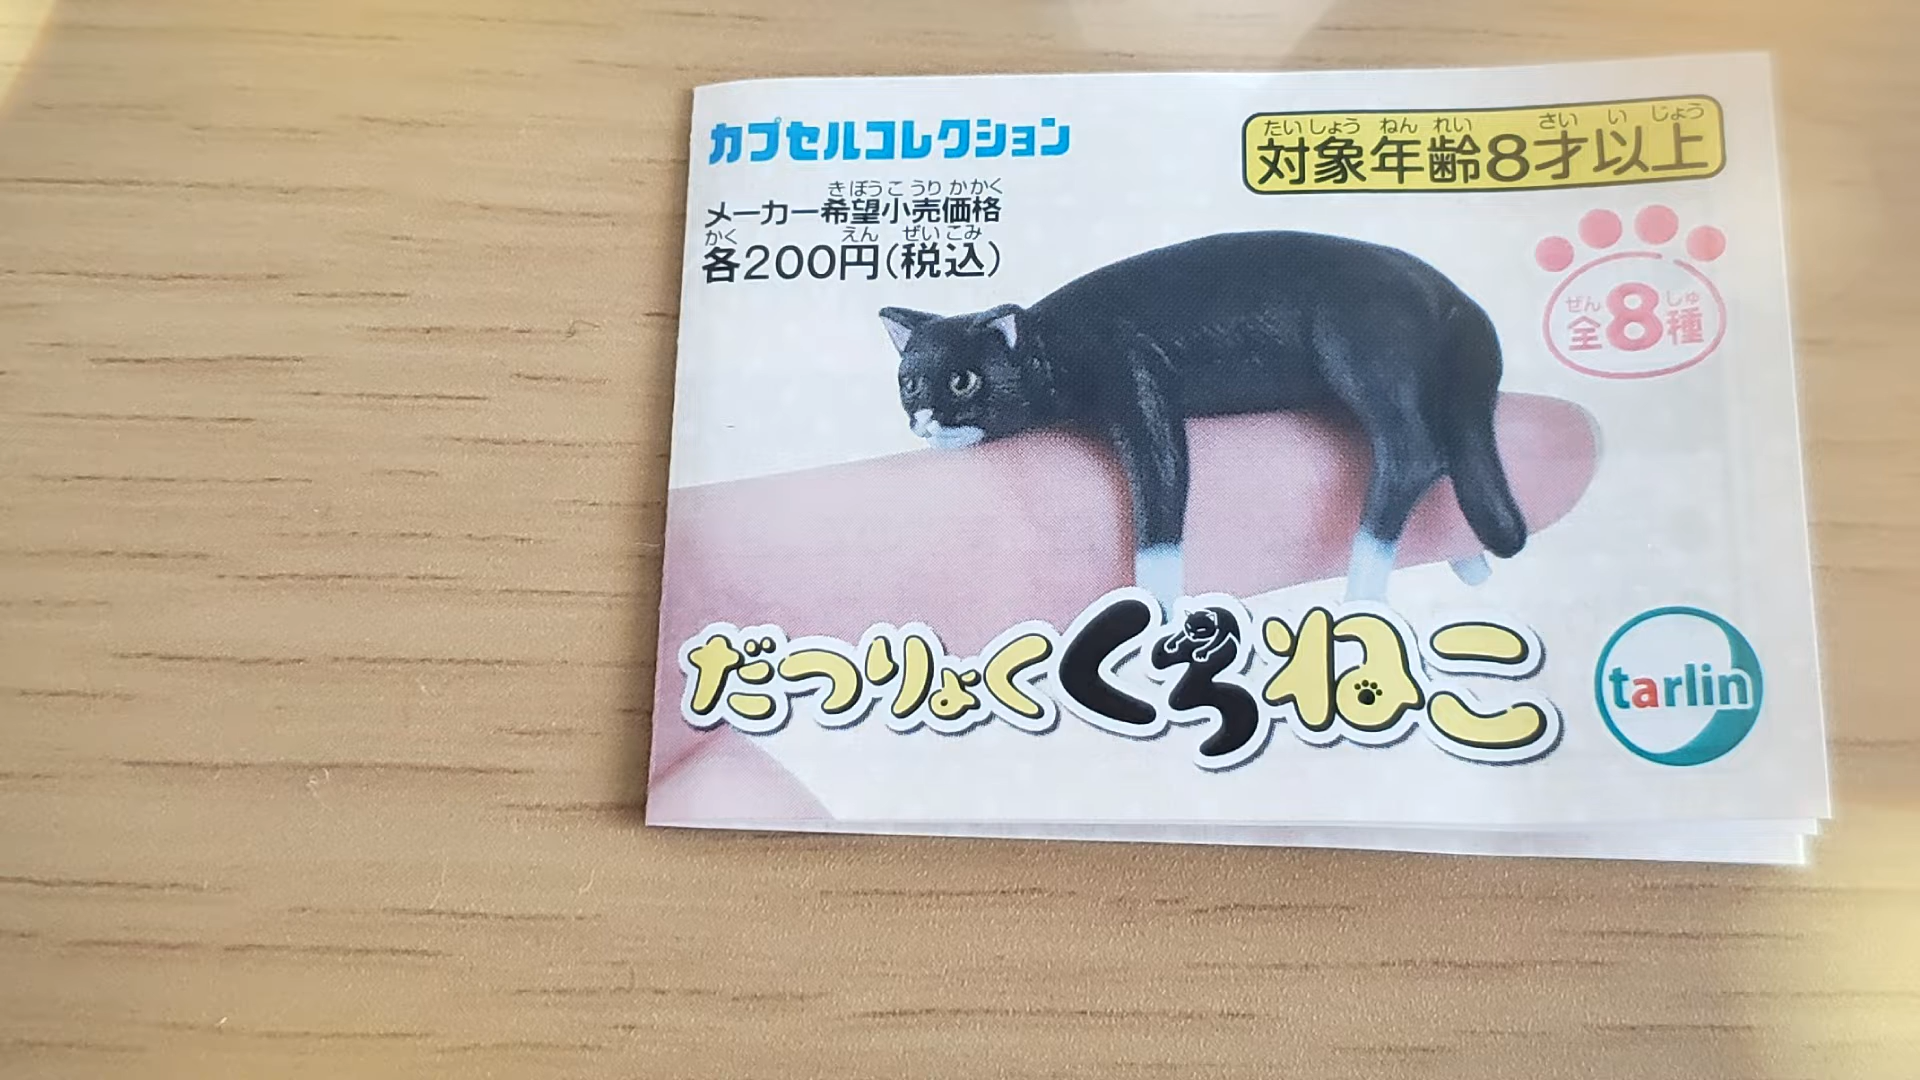 カプセルコレクション
きぼうこうりかかく
メーカー希望小売価格
かく えん ぜいこみ
各200円(税込)
たいしょう ねん れい さい い じょう
対象年齢8才以上
ぜん しゅ
全8種
だつりょくくろねこ
tarlin